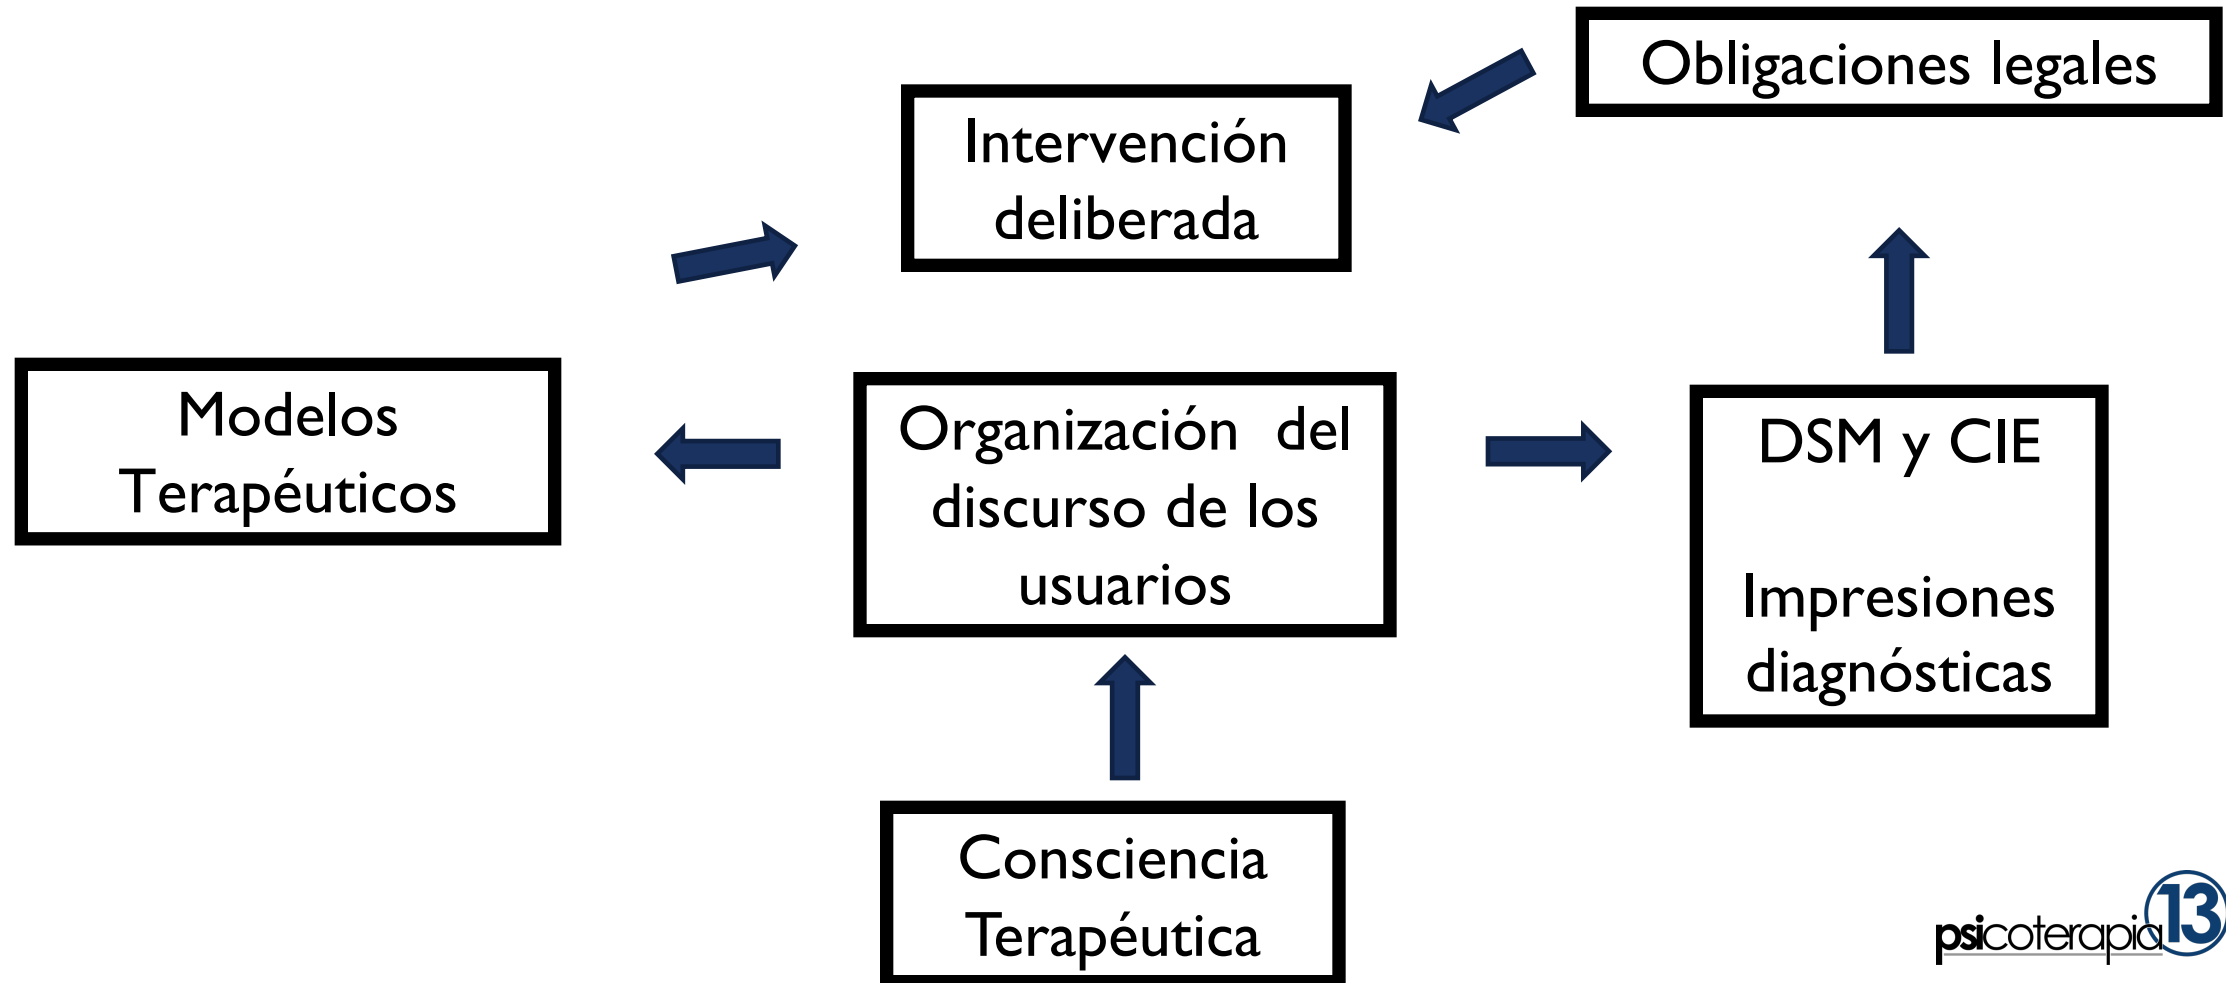 Obligaciones legales
Intervención
deliberada
Modelos
Terapéuticos
Organización del
discurso de los
usuarios
DSM y CIE
Impresiones
diagnósticas
Consciencia
Terapéutica
psicoterapia 13